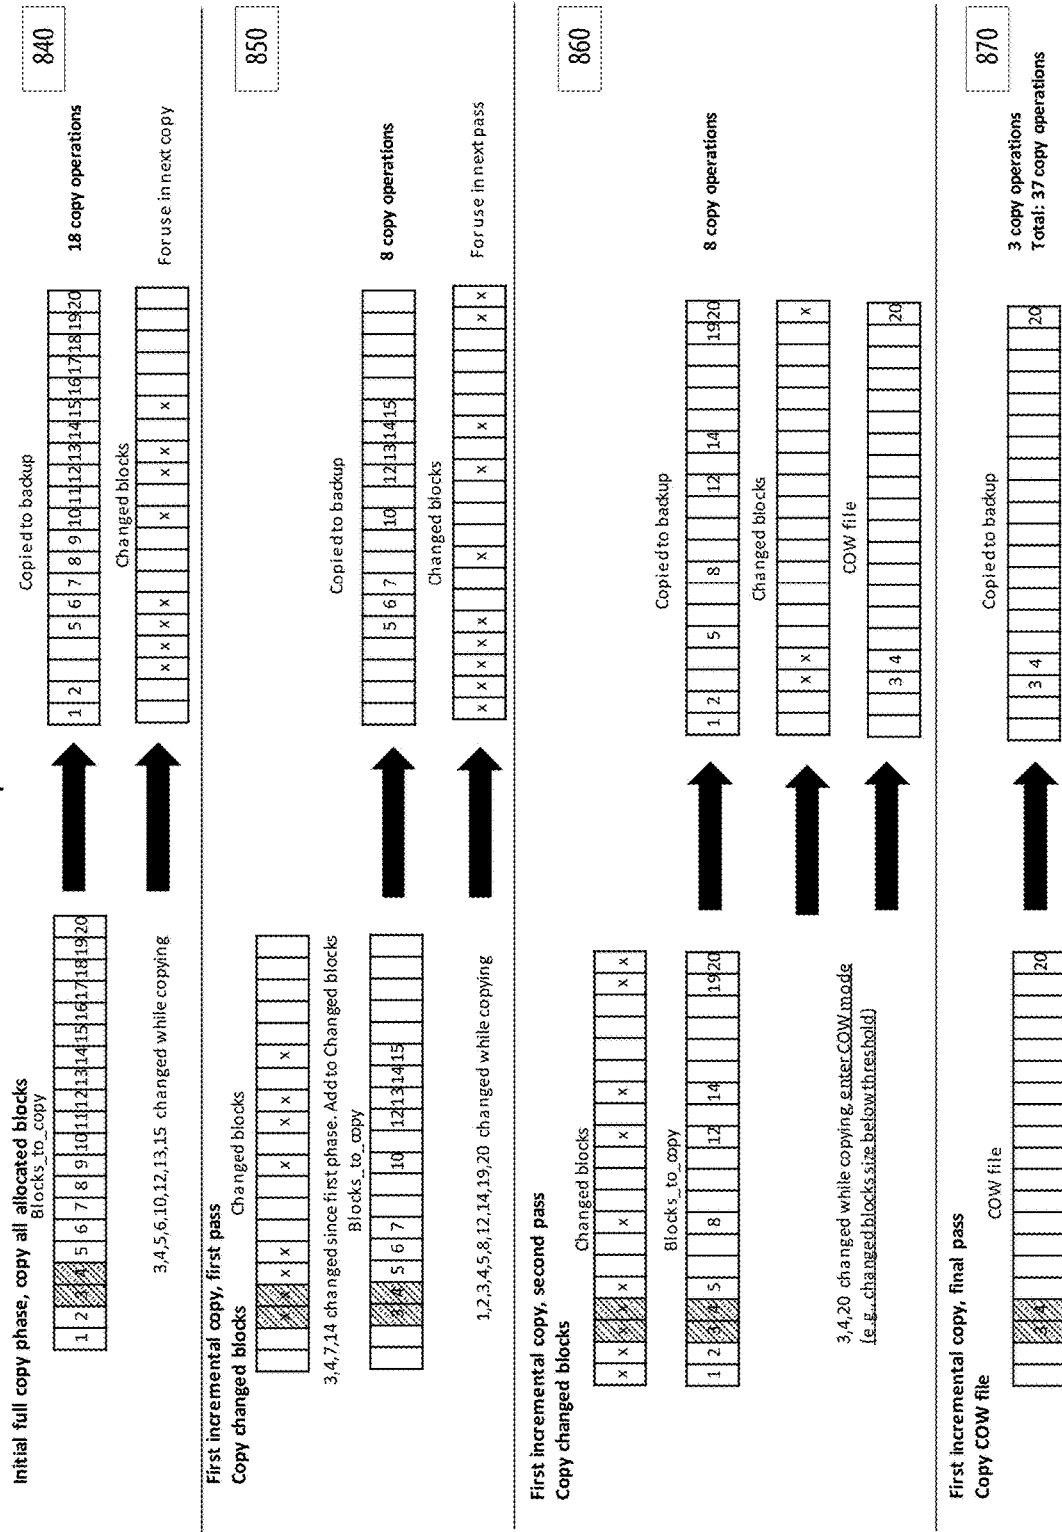 Initial full copy phase, copy all allocated blocks
840
Blocks_to_copy
Copied to backup
1 2 3 4 5 6 7 8 9 10 11 12 13 14 15 16 17 18 19 20
1 2 5 6 7 8 9 10 11 12 13 14 15 16 17 18 19 20
18 copy operations
Changed blocks
3,4,5,6,10,12,13,15 changed while copying
x x x x x x x
For use in next copy
First incremental copy, first pass
850
Copy changed blocks
Changed blocks
x x x x x x x x
3,4,7,14 changed since first phase. Add to Changed blocks
Blocks_to_copy
Copied to backup
3 4 5 6 7 10 12 13 14 15
5 6 7 10 12 13 14 15
8 copy operations
Changed blocks
1,2,3,4,5,8,12,14,19,20 changed while copying
x x x x x x x x x x
For use in next pass
First incremental copy, second pass
860
Copy changed blocks
Changed blocks
x x x x x x x x x x
Blocks_to_copy
Copied to backup
1 2 3 4 5 8 12 14 19 20
1 2 5 8 12 14 19 20
8 copy operations
Changed blocks
x x x
3,4,20 changed while copying, enter COW mode
(e.g., changed blocks size below threshold)
COW file
3 4 20
First incremental copy, final pass
870
Copy COW file
COW file
Copied to backup
3 4 20
3 4 20
3 copy operations
Total: 37 copy operations